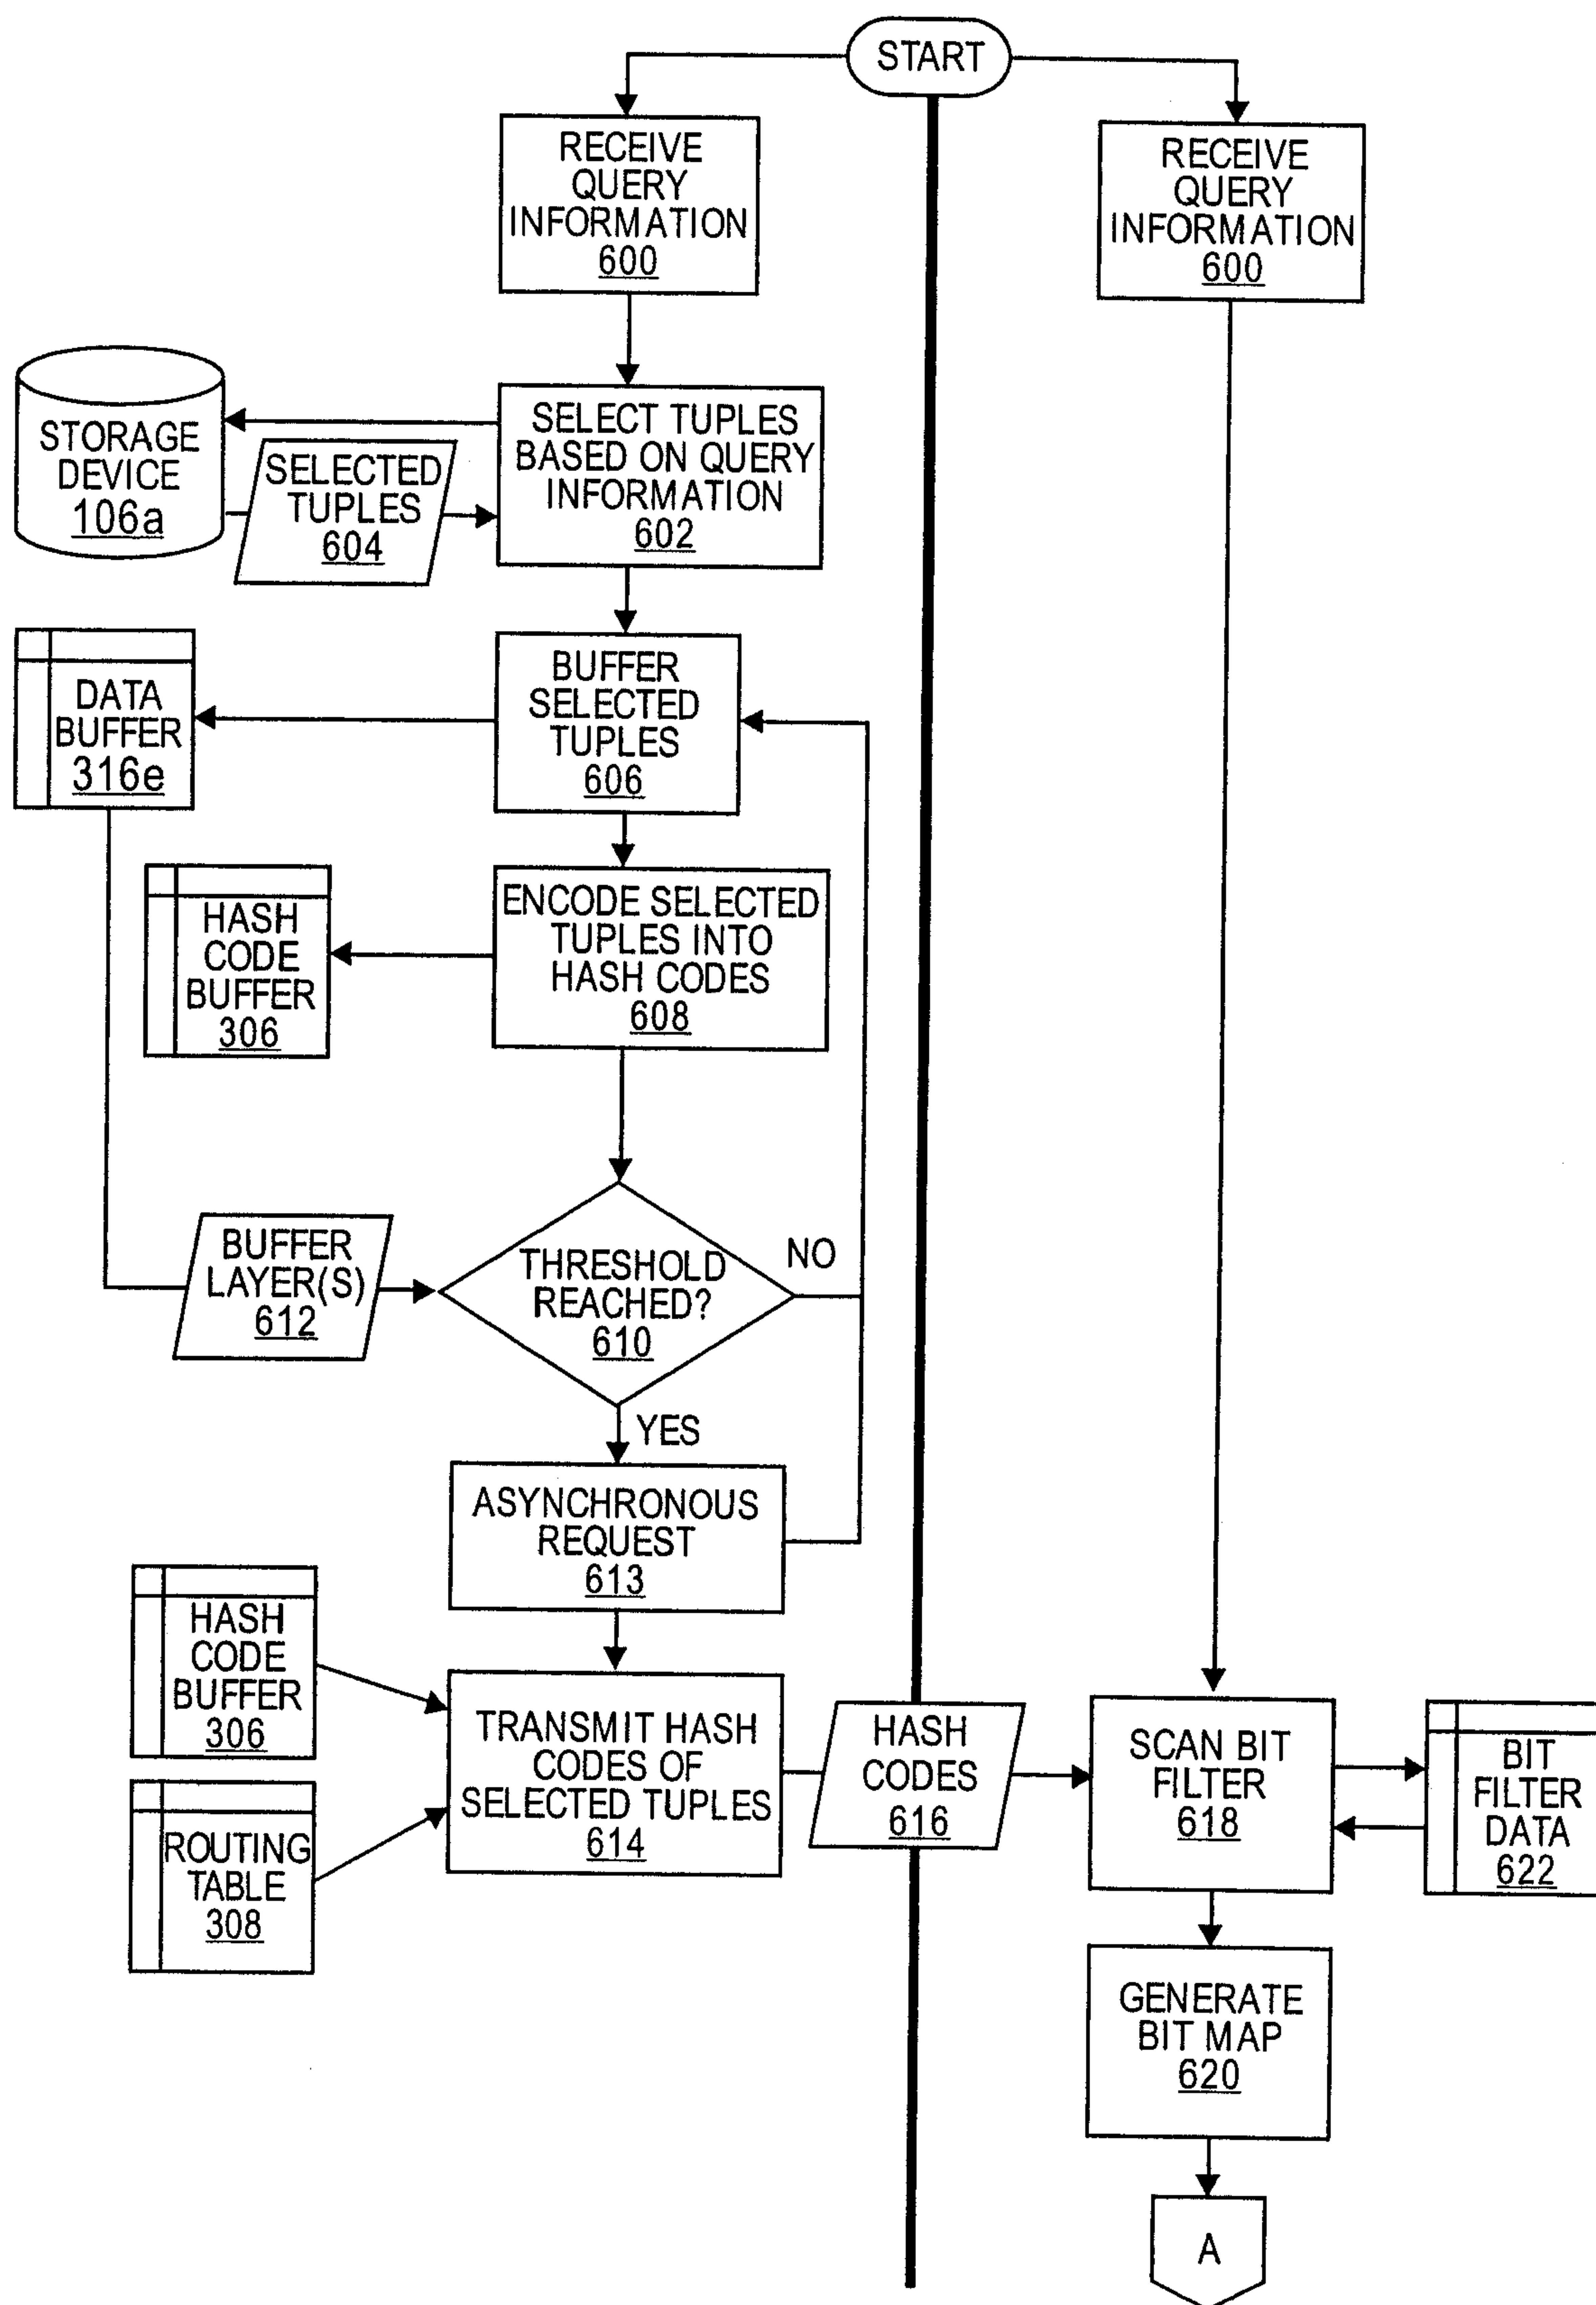 START
RECEIVE
QUERY
INFORMATION
600
RECEIVE
QUERY
INFORMATION
600
STORAGE
DEVICE
106a
SELECTED
TUPLES
604
SELECT TUPLES
BASED ON QUERY
INFORMATION
602
DATA
BUFFER
316e
BUFFER
SELECTED
TUPLES
606
HASH
CODE
BUFFER
306
ENCODE SELECTED
TUPLES INTO
HASH CODES
608
BUFFER
LAYER(S)
612
THRESHOLD
REACHED?
610
NO
YES
ASYNCHRONOUS
REQUEST
613
HASH
CODE
BUFFER
306
ROUTING
TABLE
308
TRANSMIT HASH
CODES OF
SELECTED TUPLES
614
HASH
CODES
616
SCAN BIT
FILTER
618
BIT
FILTER
DATA
622
GENERATE
BIT MAP
620
A